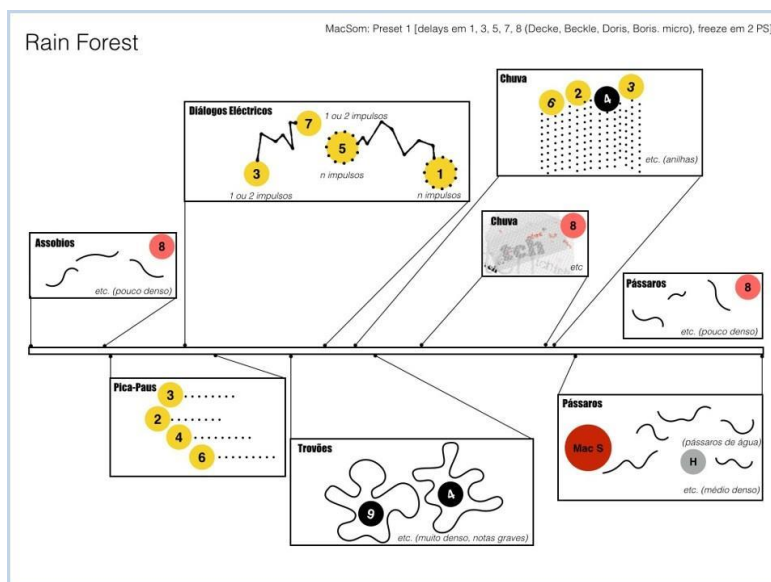 Rain Forest
MacSom: Preset 1 [delays em 1, 3, 5, 7, 8 (Decke, Beckle, Doris, Boris. micro), freeze em 2 PS]
Diálogos Eléctricos
1 ou 2 impulsos
7
5
3
1
n impulsos
1 ou 2 impulsos
n impulsos
Chuva
6
2
4
3
etc. (anilhas)
Assobios
8
etc. (pouco denso)
Chuva
8
tch
etc
Pássaros
8
etc. (pouco denso)
Pica-Paus
3
2
4
6
Trovões
9
4
etc. (muito denso, notas graves)
Pássaros
Mac S
(pássaros de água)
H
etc. (médio denso)